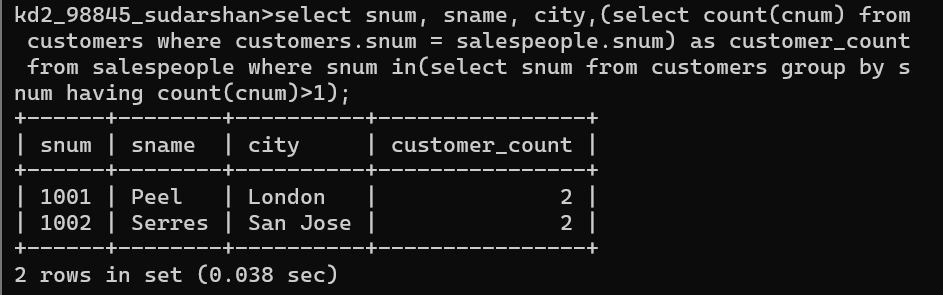 kd2_98845_sudarshan>select snum, sname, city,(select count(cnum) from
 customers where customers.snum = salespeople.snum) as customer_count
 from salespeople where snum in(select snum from customers group by s
num having count(cnum)>1);
+------+--------+----------+----------------+
| snum | sname  | city     | customer_count |
+------+--------+----------+----------------+
| 1001 | Peel   | London   |              2 |
| 1002 | Serres | San Jose |              2 |
+------+--------+----------+----------------+
2 rows in set (0.038 sec)